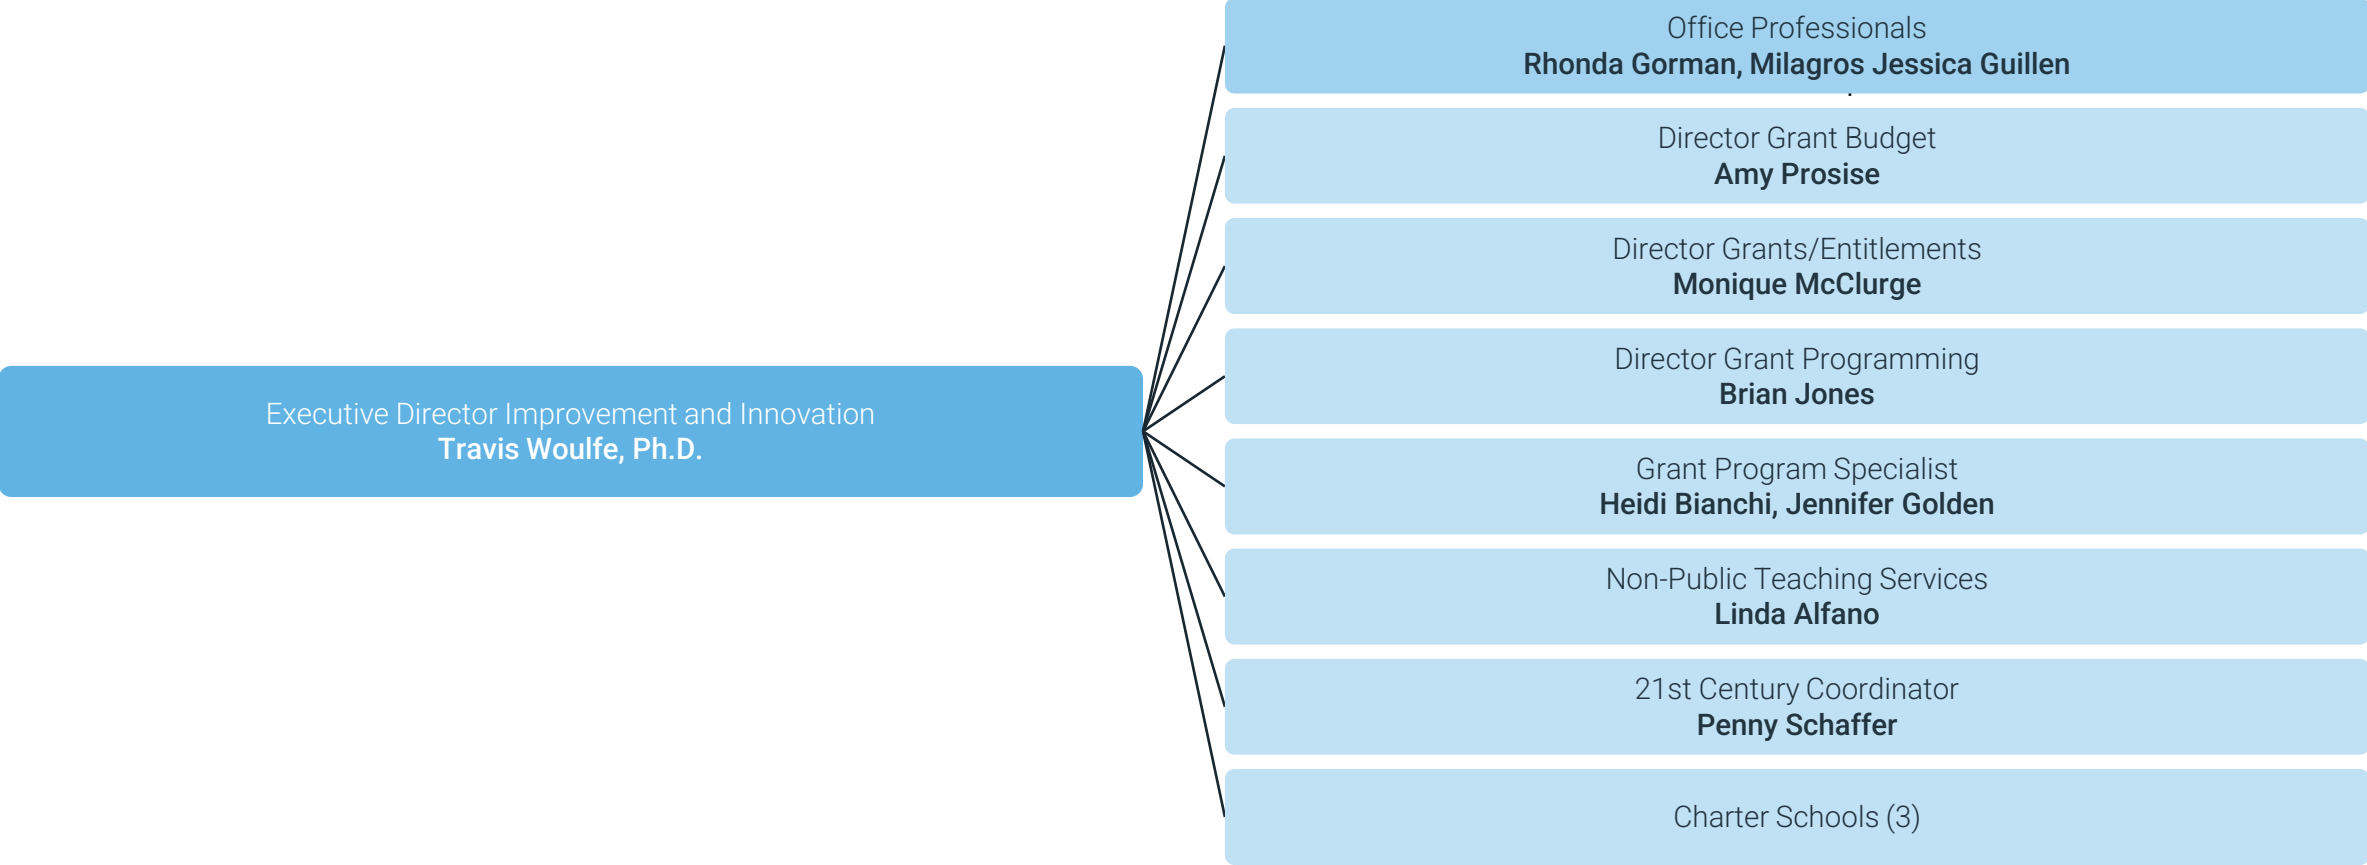 Office Professionals
Rhonda Gorman, Milagros Jessica Guillen
Director Grant Budget
Amy Prosise
Director Grants/Entitlements
Monique McClurge
Director Grant Programming
Brian Jones
Executive Director Improvement and Innovation
Travis Woulfe, Ph.D.
Grant Program Specialist
Heidi Bianchi, Jennifer Golden
Non-Public Teaching Services
Linda Alfano
21st Century Coordinator
Penny Schaffer
Charter Schools (3)